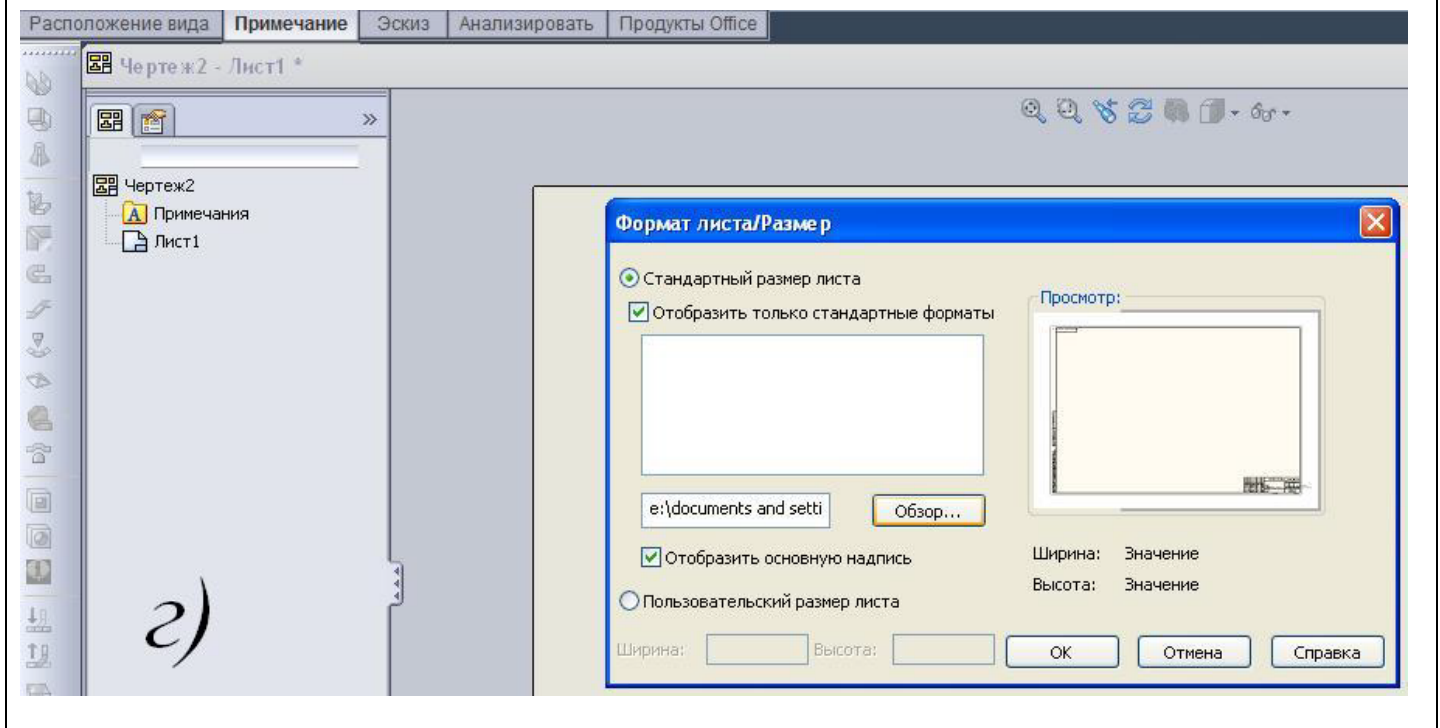 Расположение вида Примечание Эскиз Анализировать Продукты Office
Чертеж2 - Лист1 *
Чертеж2
A Примечания
Лист1
Формат листа/Размер
Стандартный размер листа
Отобразить только стандартные форматы
Просмотр:
e:\documents and setti Обзор...
Отобразить основную надпись
Ширина: Значение
Высота: Значение
Пользовательский размер листа
Ширина: Высота: ОК Отмена Справка
г)